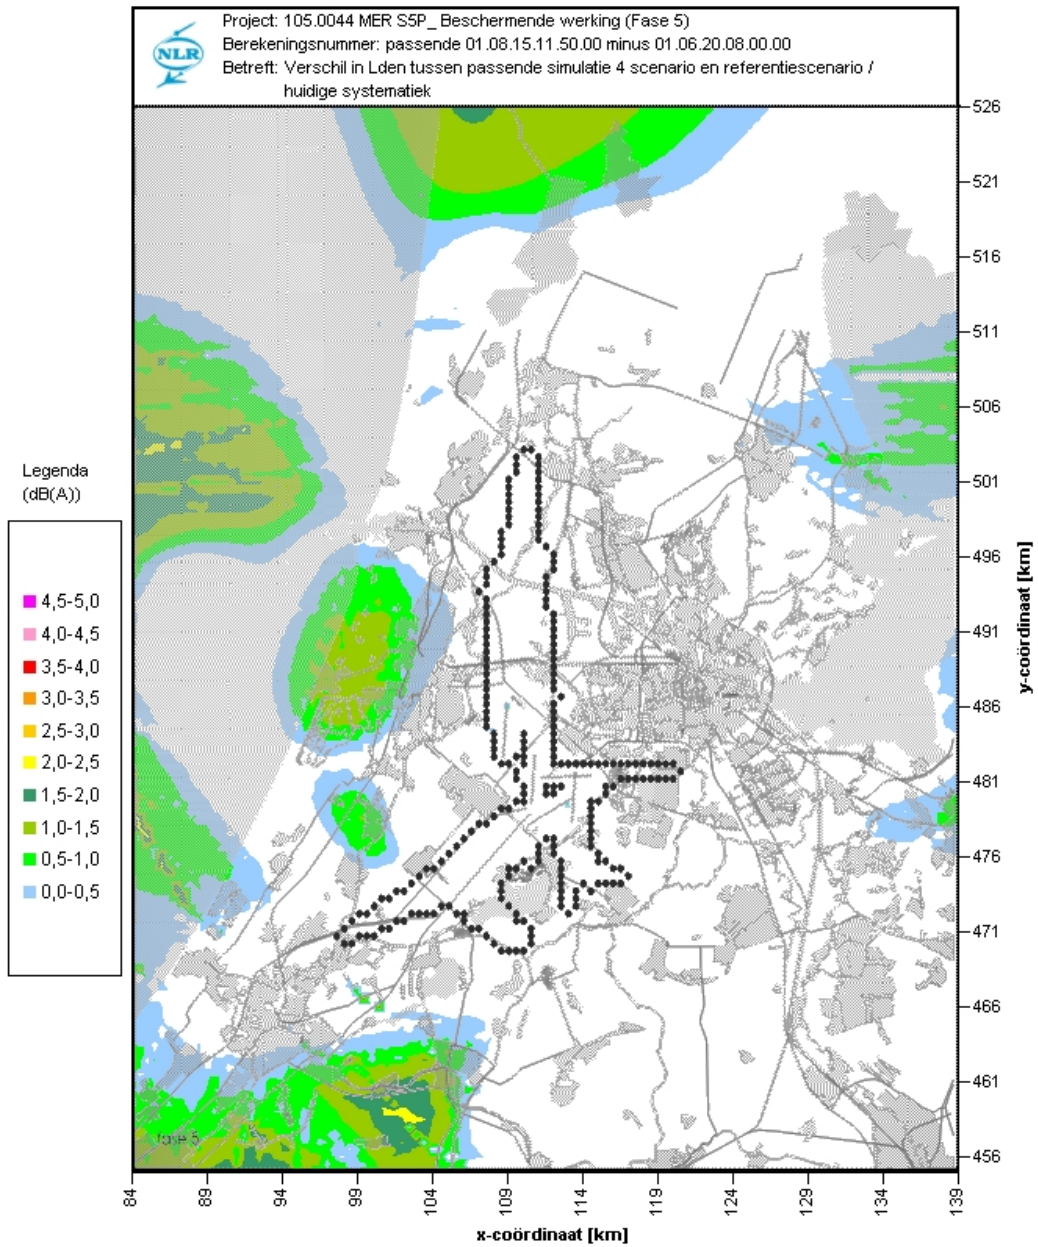 NLR
Project: 105.0044 MER S5P_ Beschermende werking (Fase 5)
Berekeningsnummer: passende 01.08.15.11.50.00 minus 01.06.20.08.00.00
Betreft: Verschil in Lden tussen passende simulatie 4 scenario en referentiescenario /
huidige systematiek
526
521
516
511
506
501
496
491
486
481
476
471
466
461
456
y-coördinaat [km]
Legenda
(dB(A))
4,5-5,0
4,0-4,5
3,5-4,0
3,0-3,5
2,5-3,0
2,0-2,5
1,5-2,0
1,0-1,5
0,5-1,0
0,0-0,5
fase 5
84 89 94 99 104 109 114 119 124 129 134 139
x-coördinaat [km]